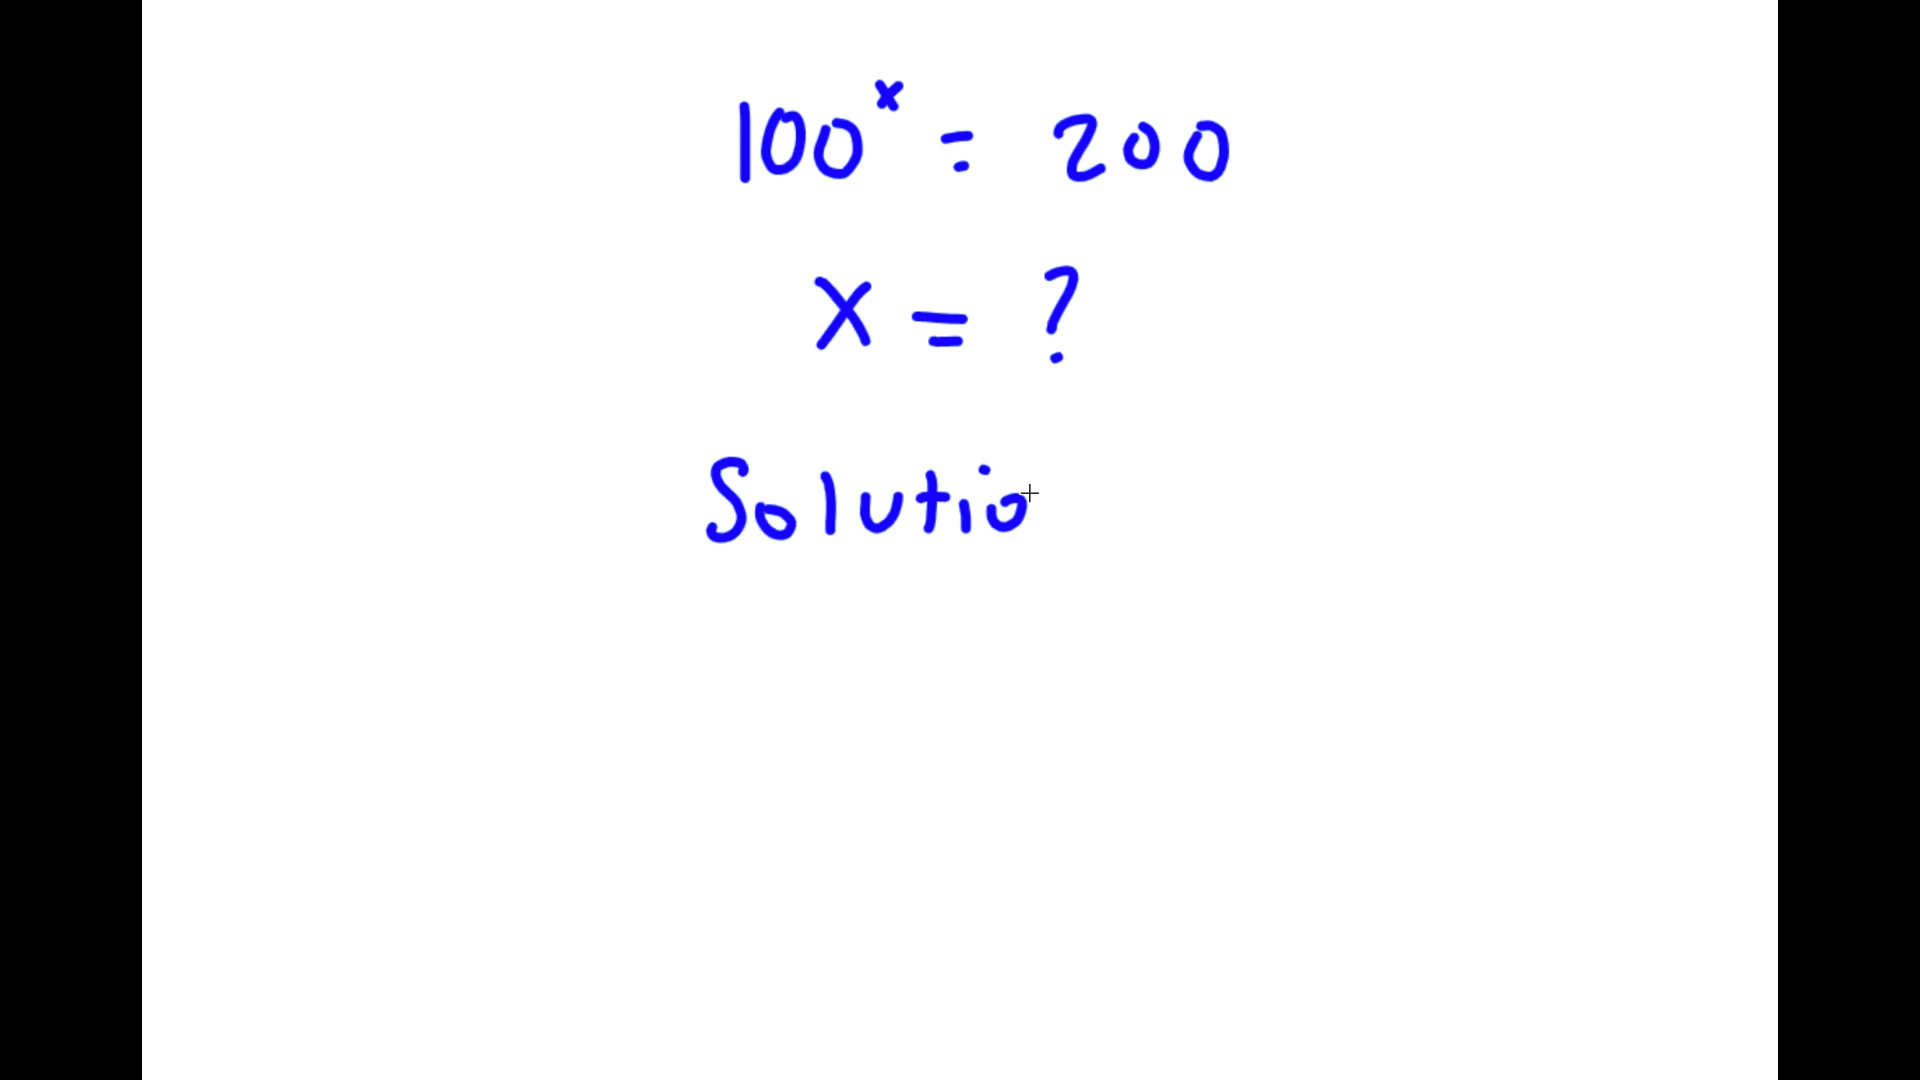 100^x = 200
x = ?
Solutio